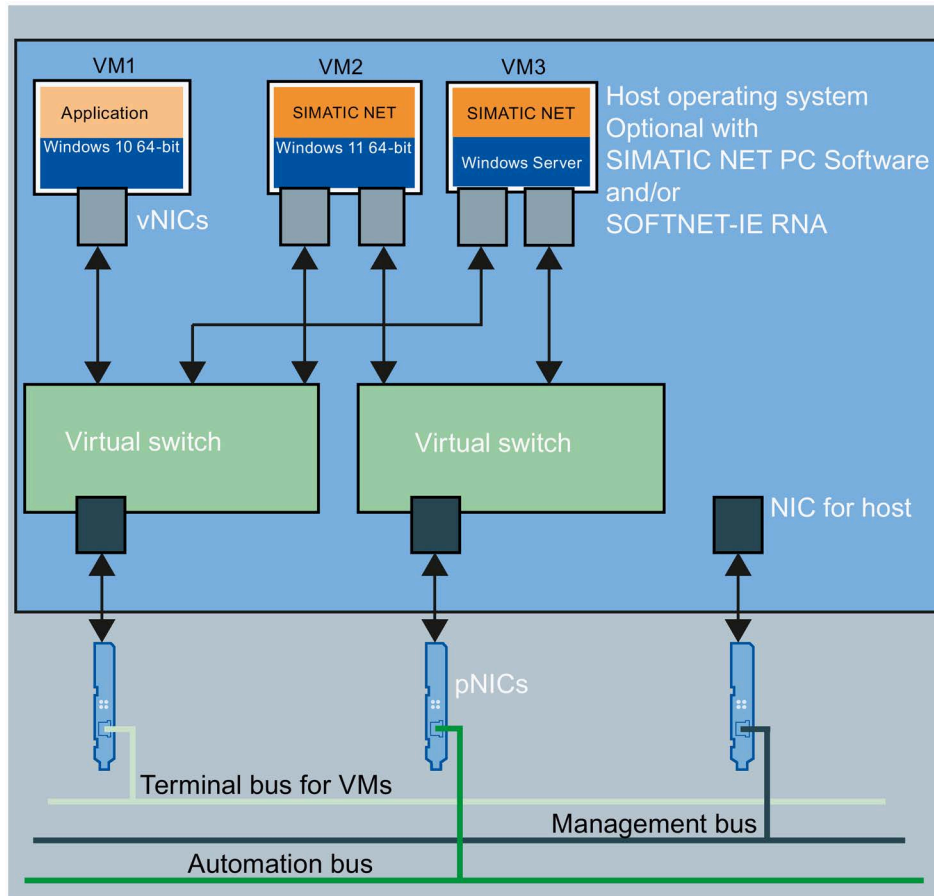 VM1
VM2
VM3
Application
Windows 10 64-bit
SIMATIC NET
Windows 11 64-bit
SIMATIC NET
Windows Server
Host operating system
Optional with
SIMATIC NET PC Software
and/or
SOFTNET-IE RNA
vNICs
Virtual switch
Virtual switch
NIC for host
pNICs
Terminal bus for VMs
Management bus
Automation bus